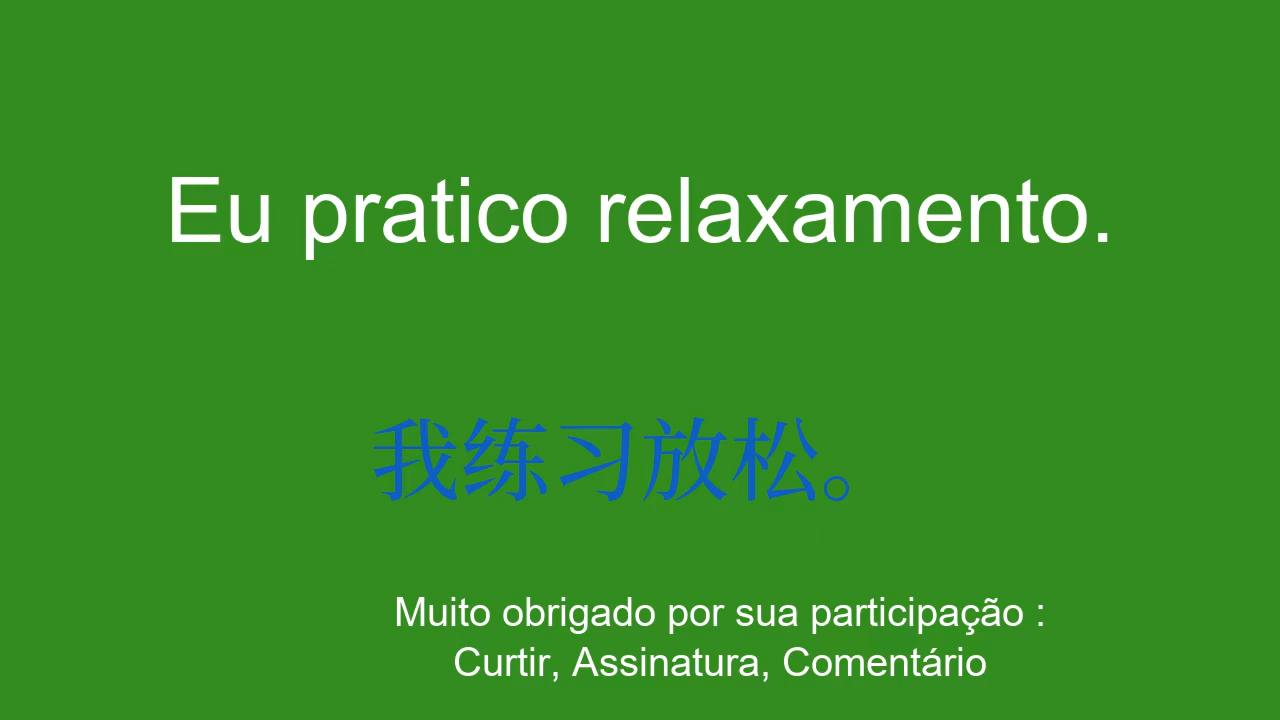 Eu pratico relaxamento.
我练习放松。
Muito obrigado por sua participação :
Curtir, Assinatura, Comentário